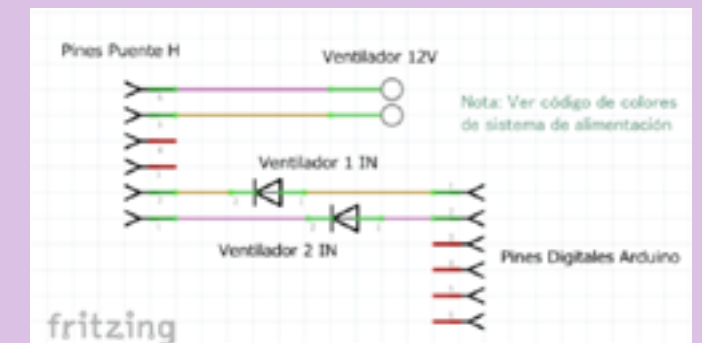 Pines Puente H
Ventilador 12V
Nota: Ver código de colores
de sistema de alimentación
Ventilador 1 IN
Ventilador 2 IN
Pines Digitales Arduino
fritzing